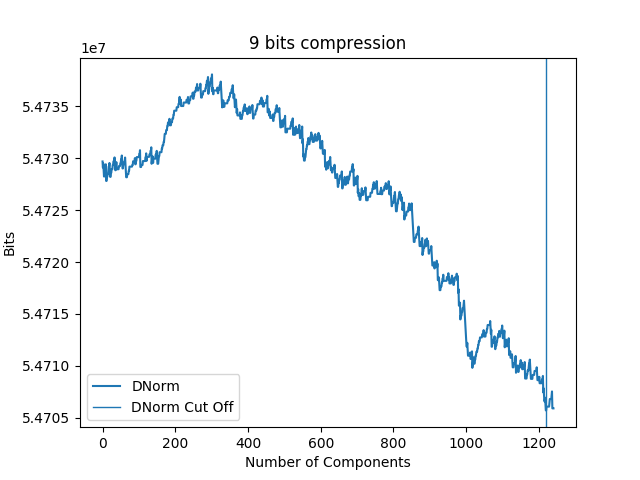 9 bits compression
1e7
5.4735
5.4730
5.4725
5.4720
5.4715
5.4710
5.4705
Bits
DNorm
DNorm Cut Off
0 200 400 600 800 1000 1200
Number of Components